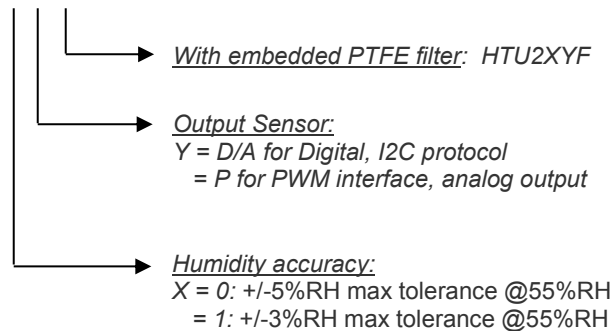 With embedded PTFE filter: HTU2XYF
Output Sensor:
Y = D/A for Digital, I2C protocol
= P for PWM interface, analog output
Humidity accuracy:
X = 0: +/-5%RH max tolerance @55%RH
= 1: +/-3%RH max tolerance @55%RH